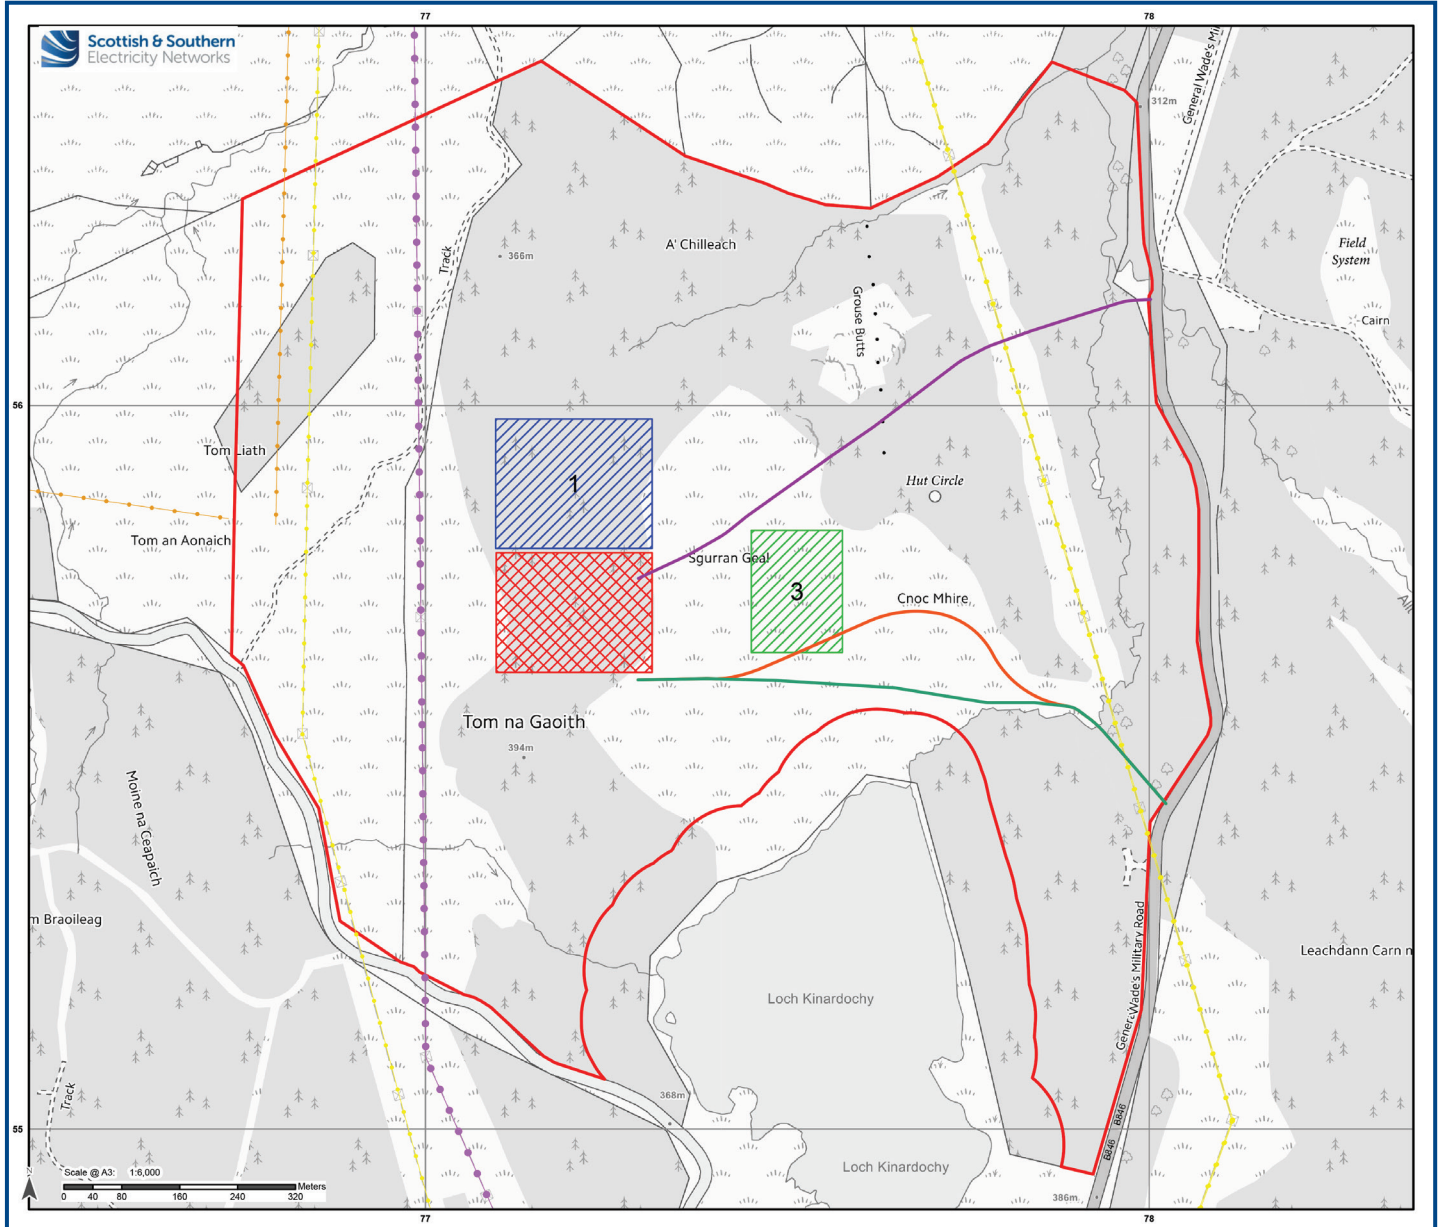 77
78
Scottish & Southern
Electricity Networks
General Wade's Mi
312m
A' Chilleach
Track
366m
Field
System
Grouse Butts
Cairn
56
Tom Liath
1
Hut Circle
Tom an Aonaich
Sgurran Geal
3
Cnoc Mhire
Tom na Gaoith
394m
Moine na Ceapaich
m Braoileag
General Wade's Military Road
Leachdann Carn n
Loch Kinardochy
Track
368m
B846
55
B846
Loch Kinardochy
N
Scale @ A3: 1:6,000
Meters
0 40 80 160 240 320
386m
77
78